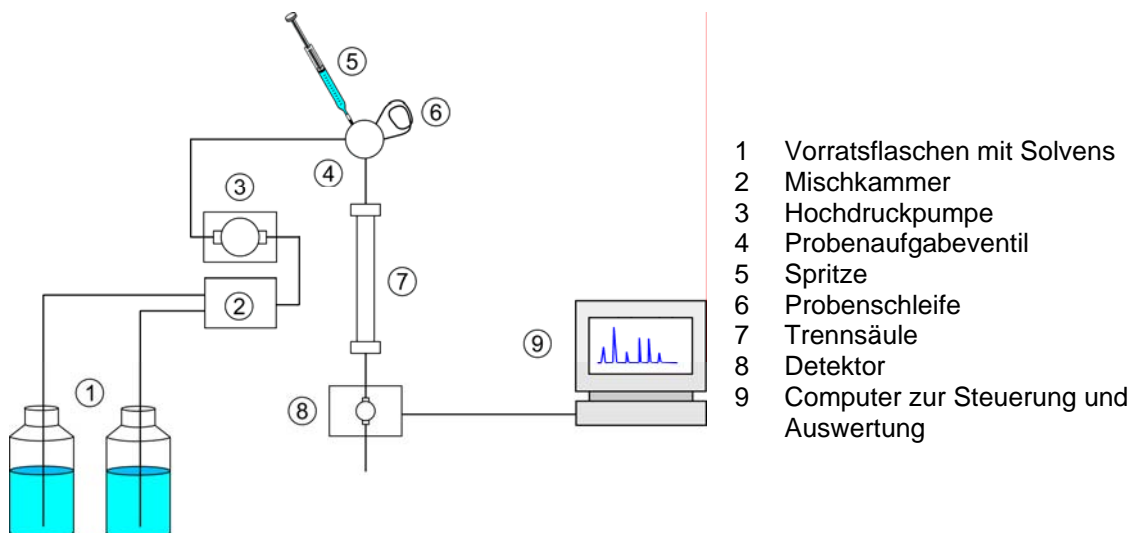 5
6
4
3
2
7
9
1
8
1 Vorratsflaschen mit Solvens
2 Mischkammer
3 Hochdruckpumpe
4 Probenaufgabeventil
5 Spritze
6 Probenschleife
7 Trennsäule
8 Detektor
9 Computer zur Steuerung und
Auswertung